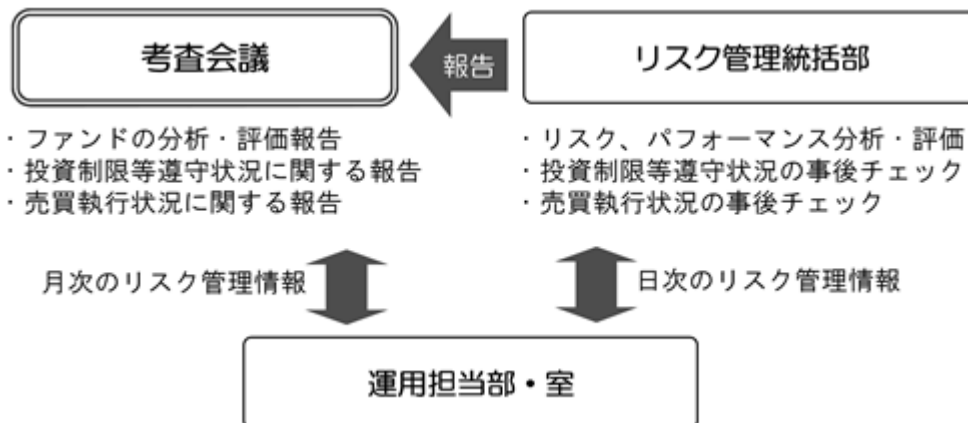 考査会議
報告
リスク管理統括部
・ファンドの分析・評価報告
・投資制限等遵守状況に関する報告
・売買執行状況に関する報告
・リスク、パフォーマンス分析・評価
・投資制限等遵守状況の事後チェック
・売買執行状況の事後チェック
月次のリスク管理情報
日次のリスク管理情報
運用担当部・室